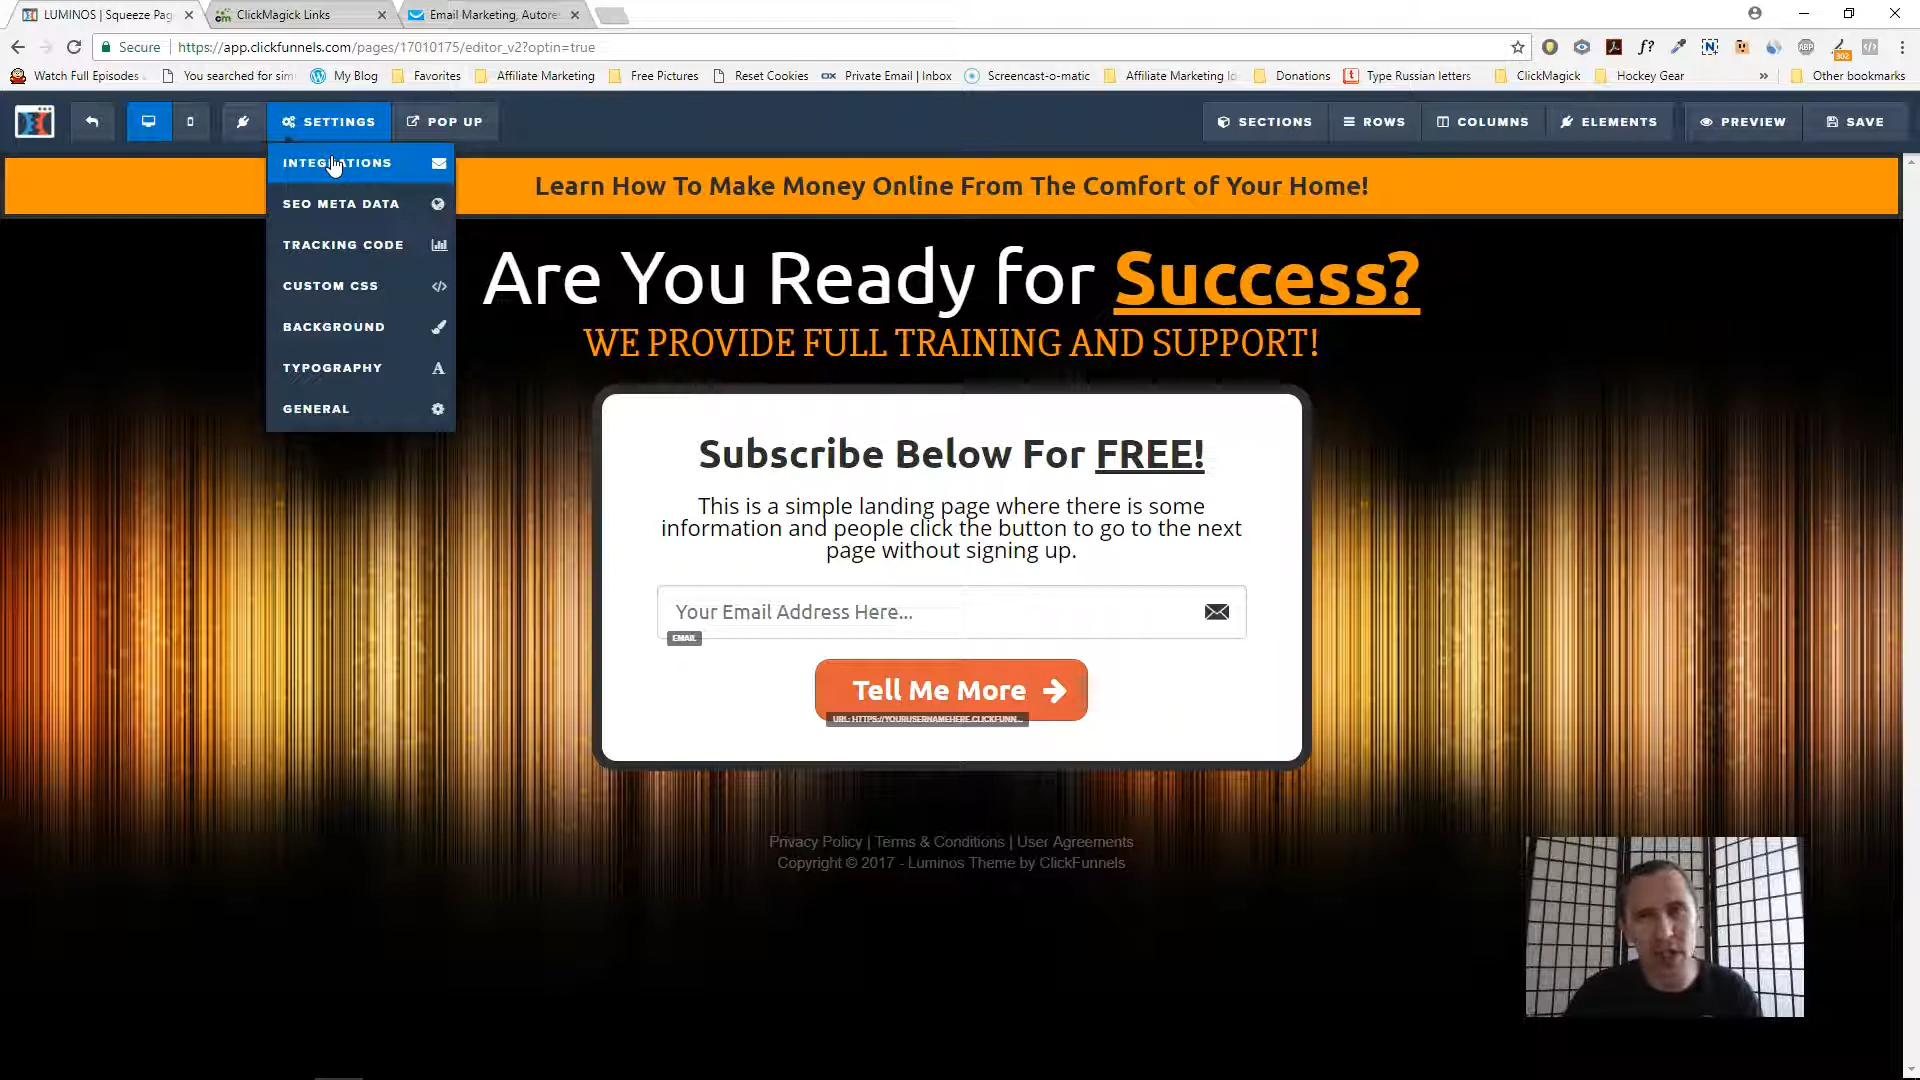 LUMINOS | Squeeze Pag
ClickMagick Links
Email Marketing, Autores
Secure
https://app.clickfunnels.com/pages/17010175/editor_v2?optin=true
Watch Full Episodes
You searched for sim
My Blog
Favorites
Affiliate Marketing
Free Pictures
Reset Cookies
Private Email | Inbox
Screencast-o-matic
Affiliate Marketing Id
Donations
Type Russian letters
ClickMagick
Hockey Gear
Other bookmarks
SETTINGS
POP UP
SECTIONS
ROWS
COLUMNS
ELEMENTS
PREVIEW
SAVE
INTEGRATIONS
SEO META DATA
TRACKING CODE
CUSTOM CSS
BACKGROUND
TYPOGRAPHY
GENERAL
Learn How To Make Money Online From The Comfort of Your Home!
Are You Ready for Success?
WE PROVIDE FULL TRAINING AND SUPPORT!
Subscribe Below For FREE!
This is a simple landing page where there is some
information and people click the button to go to the next
page without signing up.
Your Email Address Here...
EMAIL
Tell Me More
URL: HTTPS://YOURUSERNAMEHERE.CLICKFUNN...
Privacy Policy | Terms & Conditions | User Agreements
Copyright © 2017 - Luminos Theme by ClickFunnels